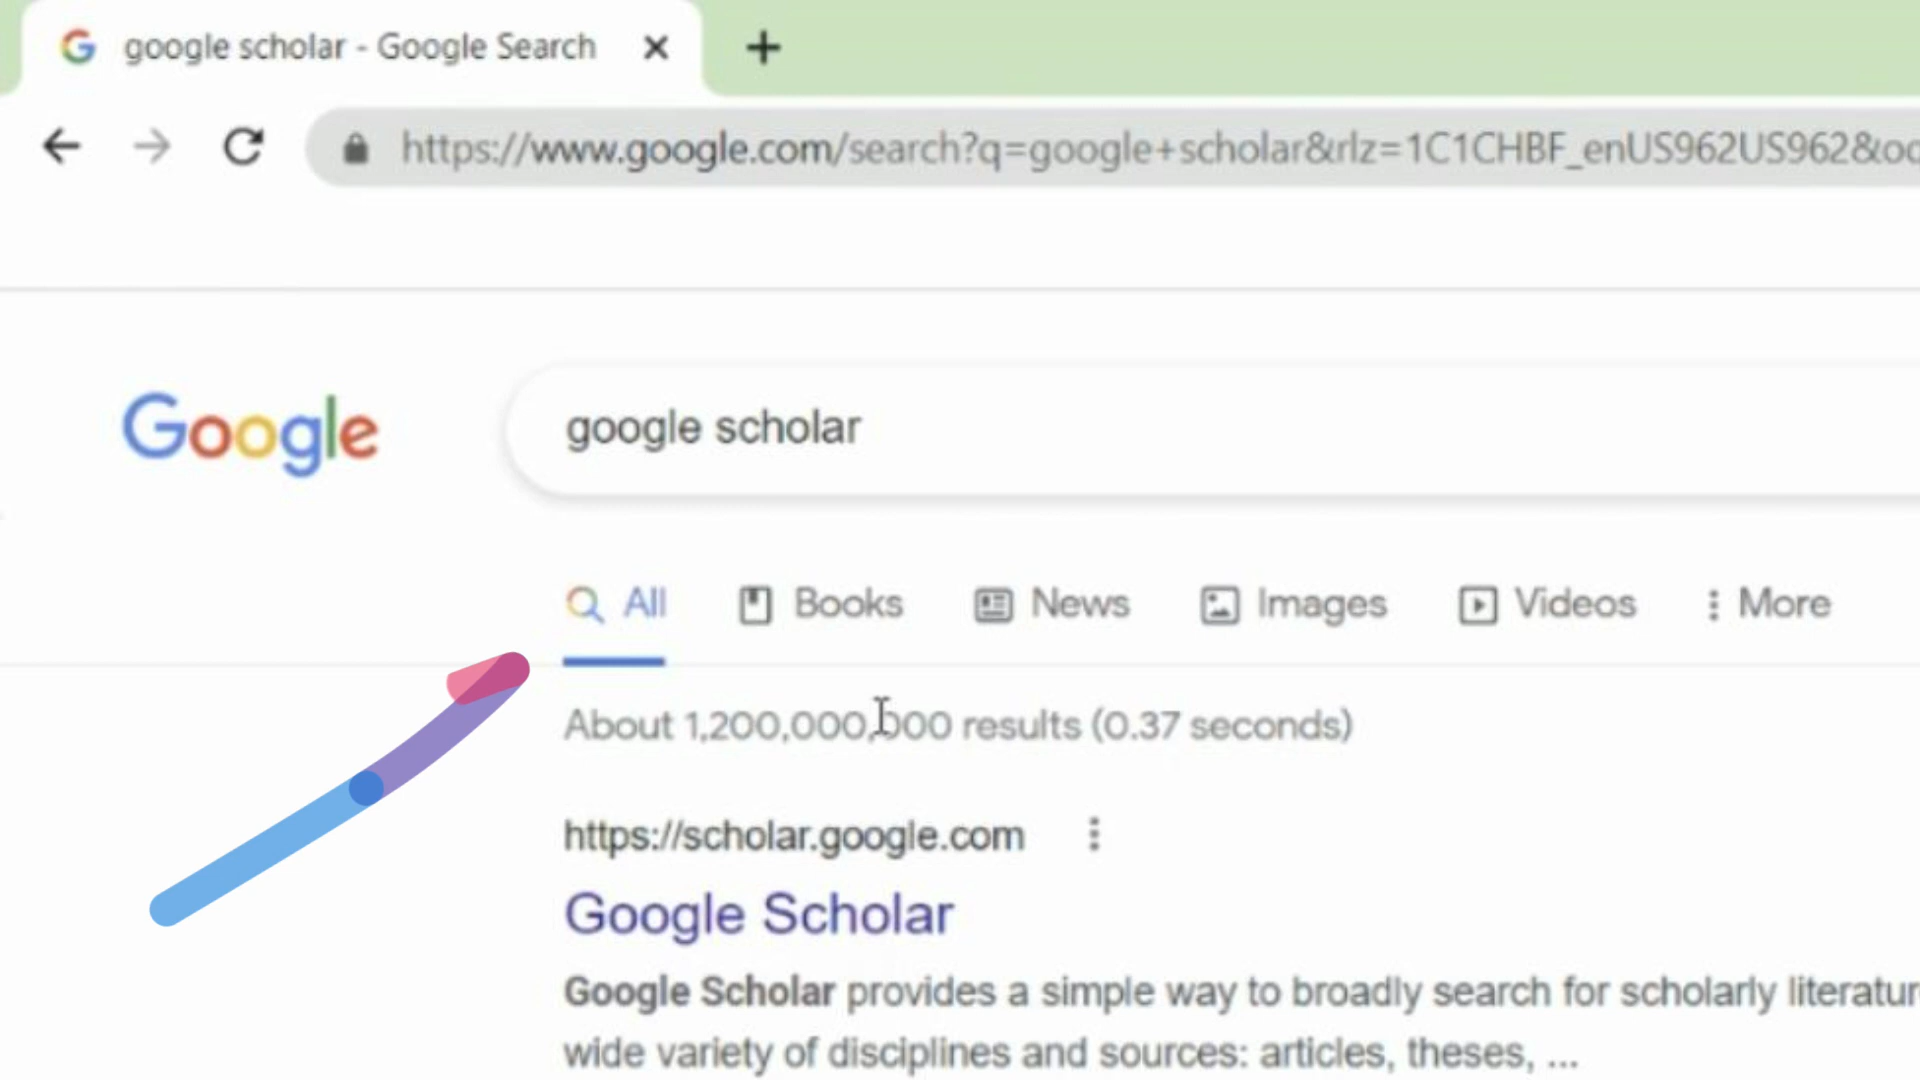 google scholar - Google Search
https://www.google.com/search?q=google+scholar&rlz=1C1CHBF_enUS962US962&
Google
google scholar
All Books News Images Videos More
About 1,200,000,000 results (0.37 seconds)
https://scholar.google.com
Google Scholar
Google Scholar provides a simple way to broadly search for scholarly literatur
wide variety of disciplines and sources: articles, theses, ...